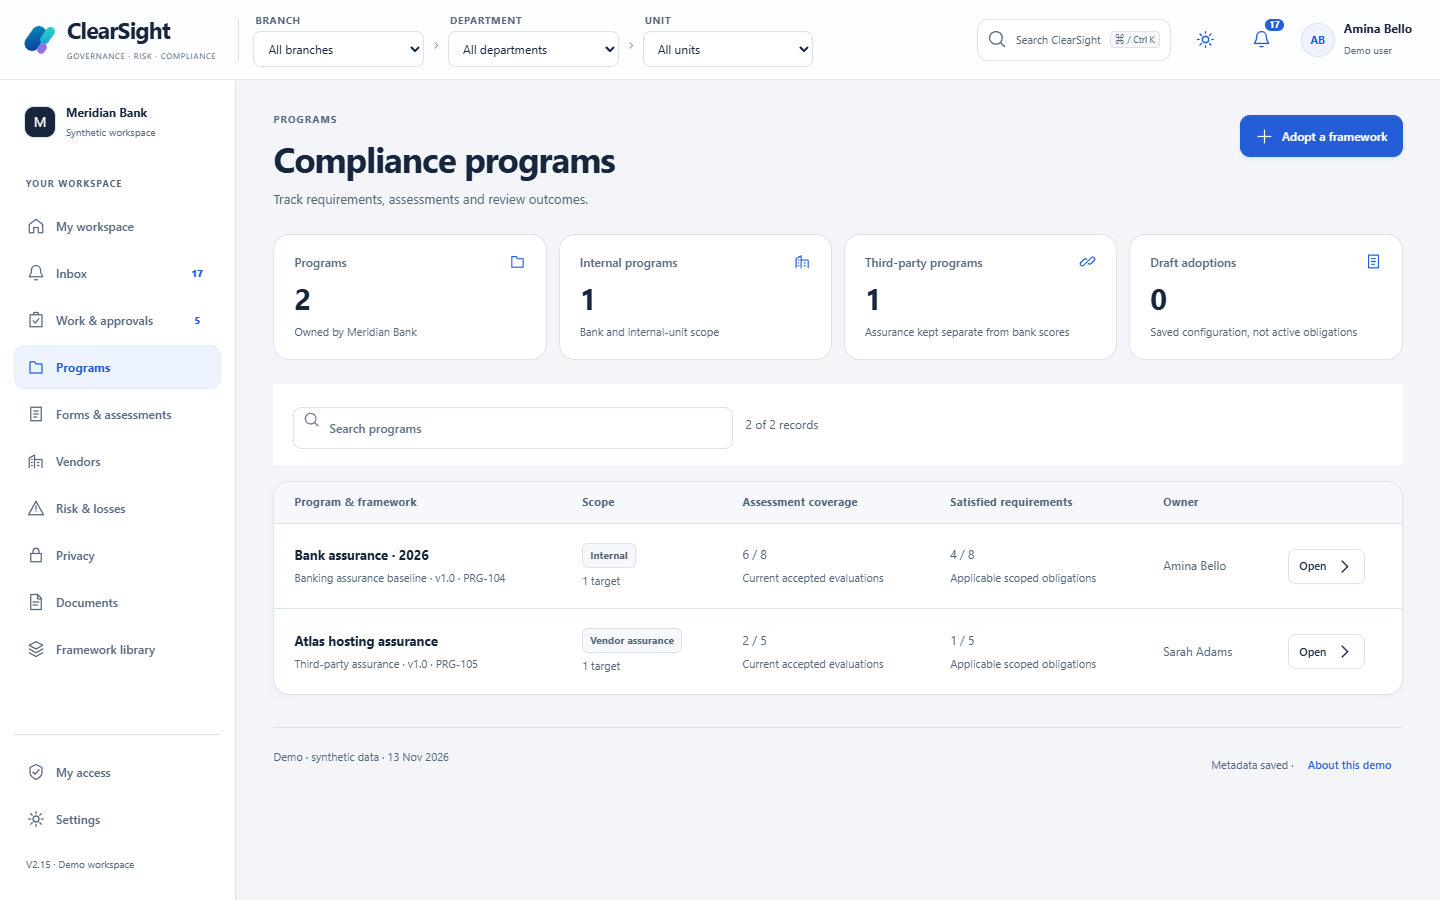 ClearSight
GOVERNANCE · RISK · COMPLIANCE
BRANCH
All branches
DEPARTMENT
All departments
UNIT
All units
Search ClearSight
⌘ / Ctrl K
17
AB
Amina Bello
Demo user
M
Meridian Bank
Synthetic workspace
YOUR WORKSPACE
My workspace
Inbox 17
Work & approvals 5
Programs
Forms & assessments
Vendors
Risk & losses
Privacy
Documents
Framework library
My access
Settings
V2.15 · Demo workspace
PROGRAMS
Compliance programs
Track requirements, assessments and review outcomes.
Adopt a framework
Programs
2
Owned by Meridian Bank
Internal programs
1
Bank and internal-unit scope
Third-party programs
1
Assurance kept separate from bank scores
Draft adoptions
0
Saved configuration, not active obligations
Search programs
2 of 2 records
Program & framework Scope Assessment coverage Satisfied requirements Owner
Bank assurance · 2026
Banking assurance baseline · v1.0 · PRG-104
Internal
1 target
6 / 8
Current accepted evaluations
4 / 8
Applicable scoped obligations
Amina Bello
Open
Atlas hosting assurance
Third-party assurance · v1.0 · PRG-105
Vendor assurance
1 target
2 / 5
Current accepted evaluations
1 / 5
Applicable scoped obligations
Sarah Adams
Open
Demo · synthetic data · 13 Nov 2026
Metadata saved · About this demo